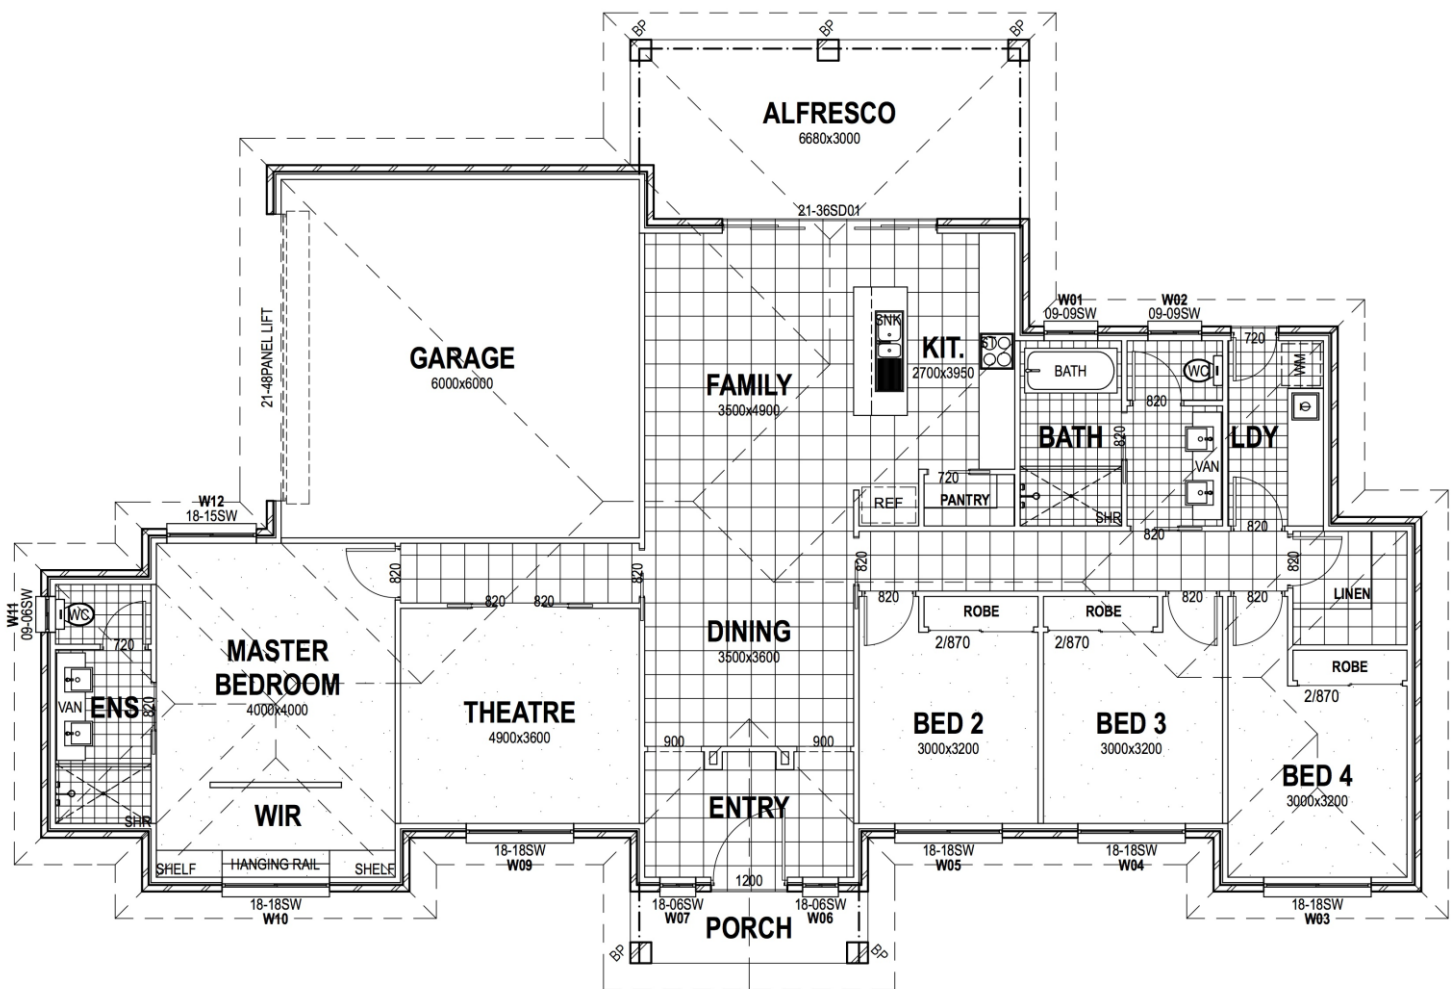 BP
BP
BP
ALFRESCO
6680x3000
21-36SD01
GARAGE
6000x6000
21-48PANEL LIFT
FAMILY
3500x4900
SNK
KIT.
2700x3950
ST
REF
720
PANTRY
W01
09-09SW
W02
09-09SW
BATH
BATH
SHR
WC
820
820
VAN
820
720
WM
LDY
820
W12
18-15SW
W11
09-06SW
WC
720
VAN
ENS
820
SHR
MASTER
BEDROOM
4000x4000
WIR
SHELF
HANGING RAIL
SHELF
18-18SW
W10
820
820
820
820
THEATRE
4900x3600
18-18SW
W09
DINING
3500x3600
900
900
ENTRY
1200
18-06SW
W07
18-06SW
W06
PORCH
BP
BP
820
820
ROBE
2/870
BED 2
3000x3200
18-18SW
W05
ROBE
2/870
820
BED 3
3000x3200
18-18SW
W04
820
820
LINEN
ROBE
2/870
BED 4
3000x3200
18-18SW
W03